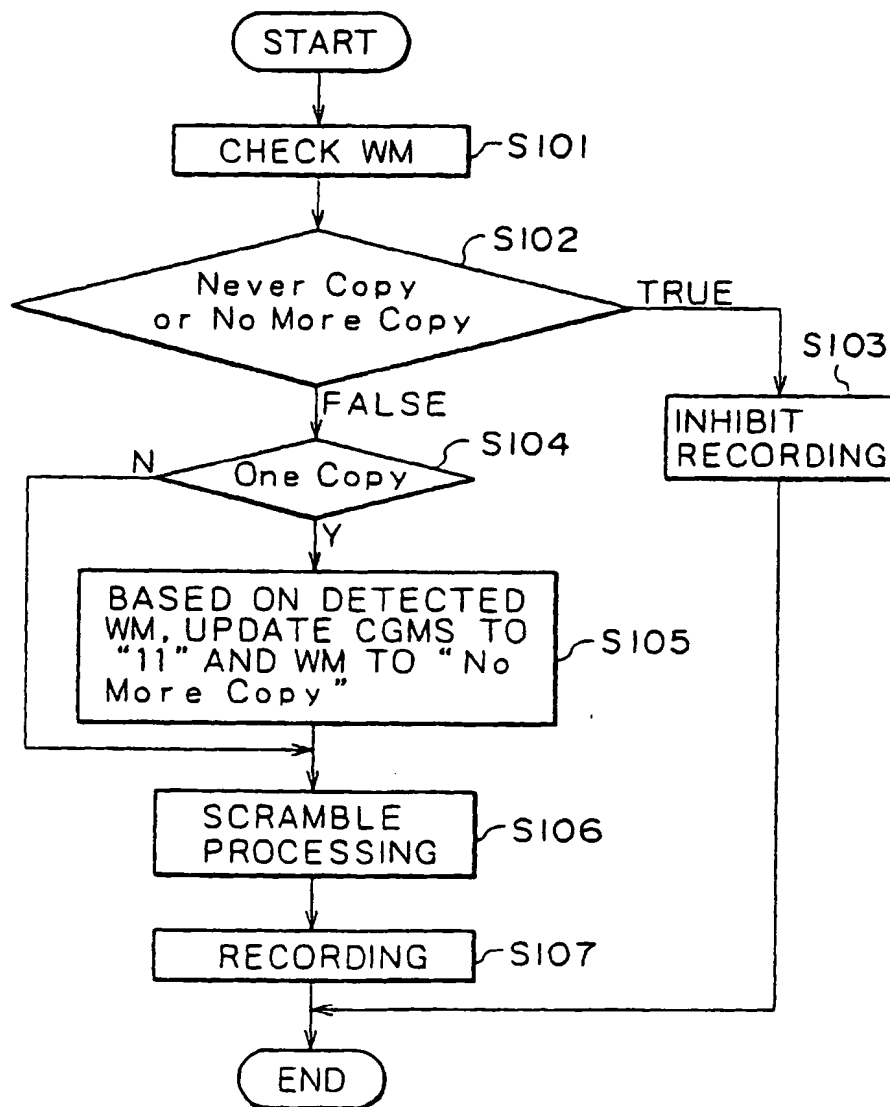 START
CHECK WM
S101
S102
Never Copy
or No More Copy
TRUE
S103
INHIBIT
RECORDING
FALSE
S104
N
One Copy
Y
BASED ON DETECTED
WM, UPDATE CGMS TO
"11" AND WM TO "No
More Copy"
S105
SCRAMBLE
PROCESSING
S106
RECORDING
S107
END